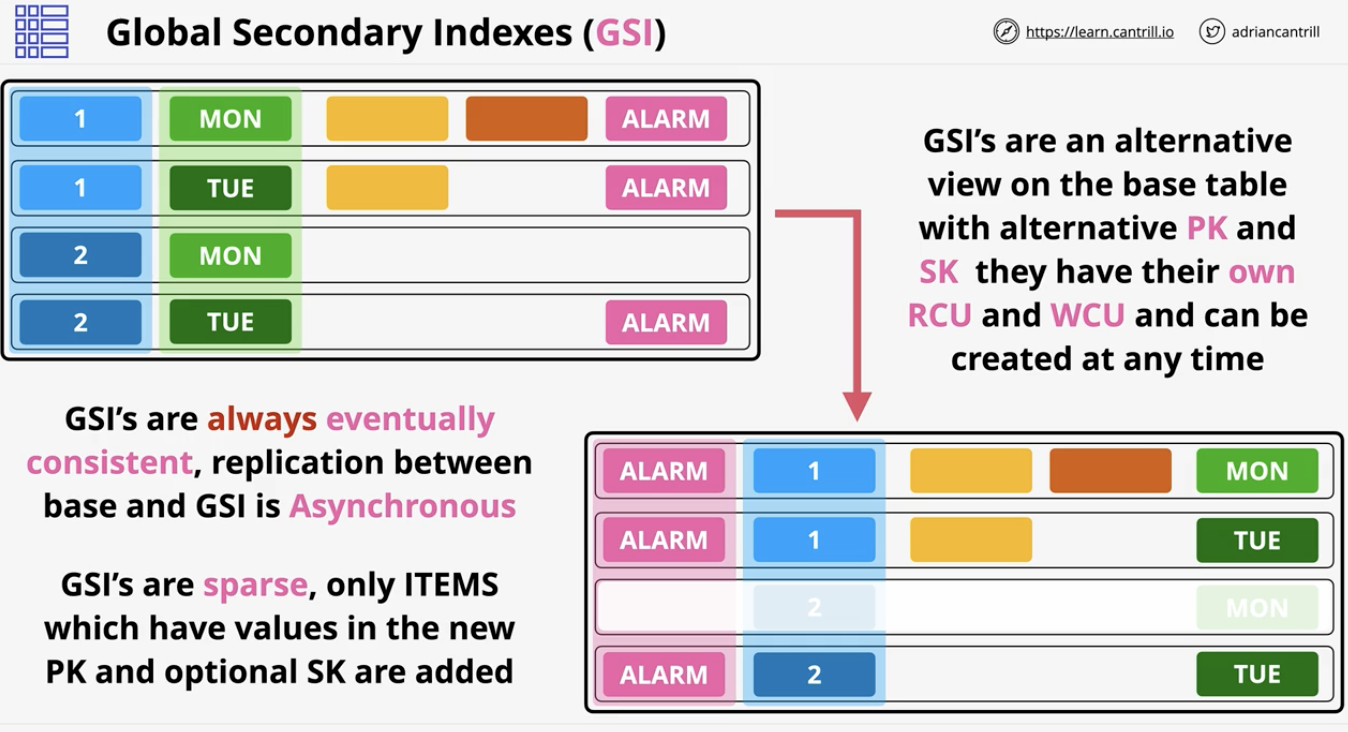 Global Secondary Indexes (GSI)
https://learn.cantrill.io
adriancantrill
1 MON ALARM
1 TUE ALARM
2 MON
2 TUE ALARM
GSI's are an alternative
view on the base table
with alternative PK and
SK they have their own
RCU and WCU and can be
created at any time
GSI's are always eventually
consistent, replication between
base and GSI is Asynchronous
GSI's are sparse, only ITEMS
which have values in the new
PK and optional SK are added
ALARM 1 MON
ALARM 1 TUE
2 MON
ALARM 2 TUE